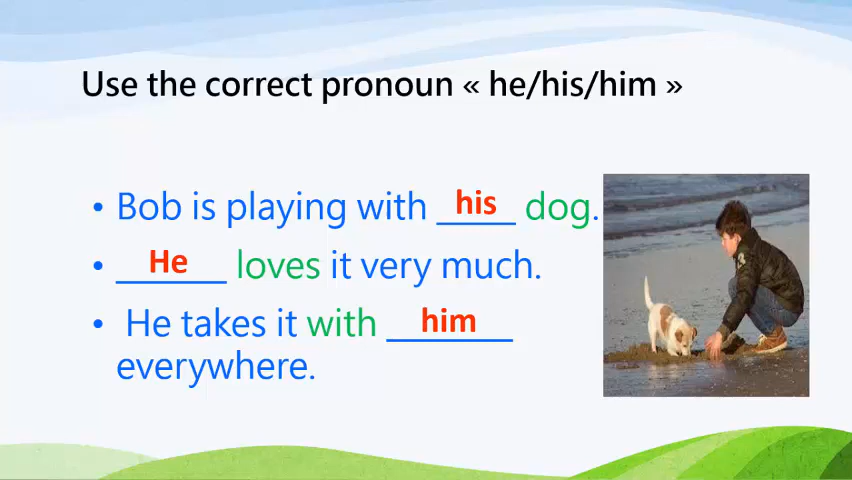 Use the correct pronoun « he/his/him »
• Bob is playing with his dog.
• He loves it very much.
• He takes it with him
everywhere.